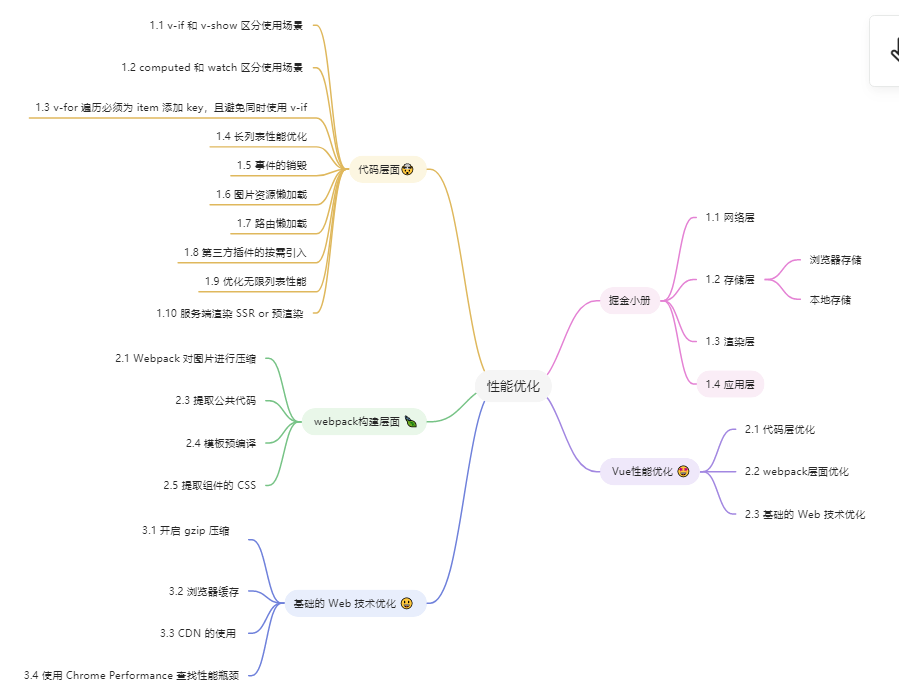 性能优化
代码层面
1.1 v-if 和 v-show 区分使用场景
1.2 computed 和 watch 区分使用场景
1.3 v-for 遍历必须为 item 添加 key，且避免同时使用 v-if
1.4 长列表性能优化
1.5 事件的销毁
1.6 图片资源懒加载
1.7 路由懒加载
1.8 第三方插件的按需引入
1.9 优化无限列表性能
1.10 服务端渲染 SSR or 预渲染
webpack构建层面
2.1 Webpack 对图片进行压缩
2.3 提取公共代码
2.4 模板预编译
2.5 提取组件的 CSS
基础的 Web 技术优化
3.1 开启 gzip 压缩
3.2 浏览器缓存
3.3 CDN 的使用
3.4 使用 Chrome Performance 查找性能瓶颈
掘金小册
1.1 网络层
1.2 存储层
浏览器存储
本地存储
1.3 渲染层
1.4 应用层
Vue性能优化
2.1 代码层优化
2.2 webpack层面优化
2.3 基础的 Web 技术优化